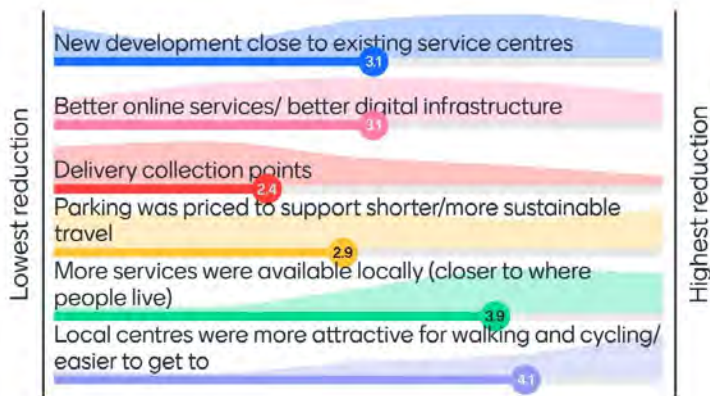 New development close to existing service centres
3.1
Better online services/ better digital infrastructure
3.1
Delivery collection points
2.4
Parking was priced to support shorter/more sustainable
travel
2.9
More services were available locally (closer to where
people live)
3.9
Local centres were more attractive for walking and cycling/
easier to get to
4.1
Lowest reduction
Highest reduction